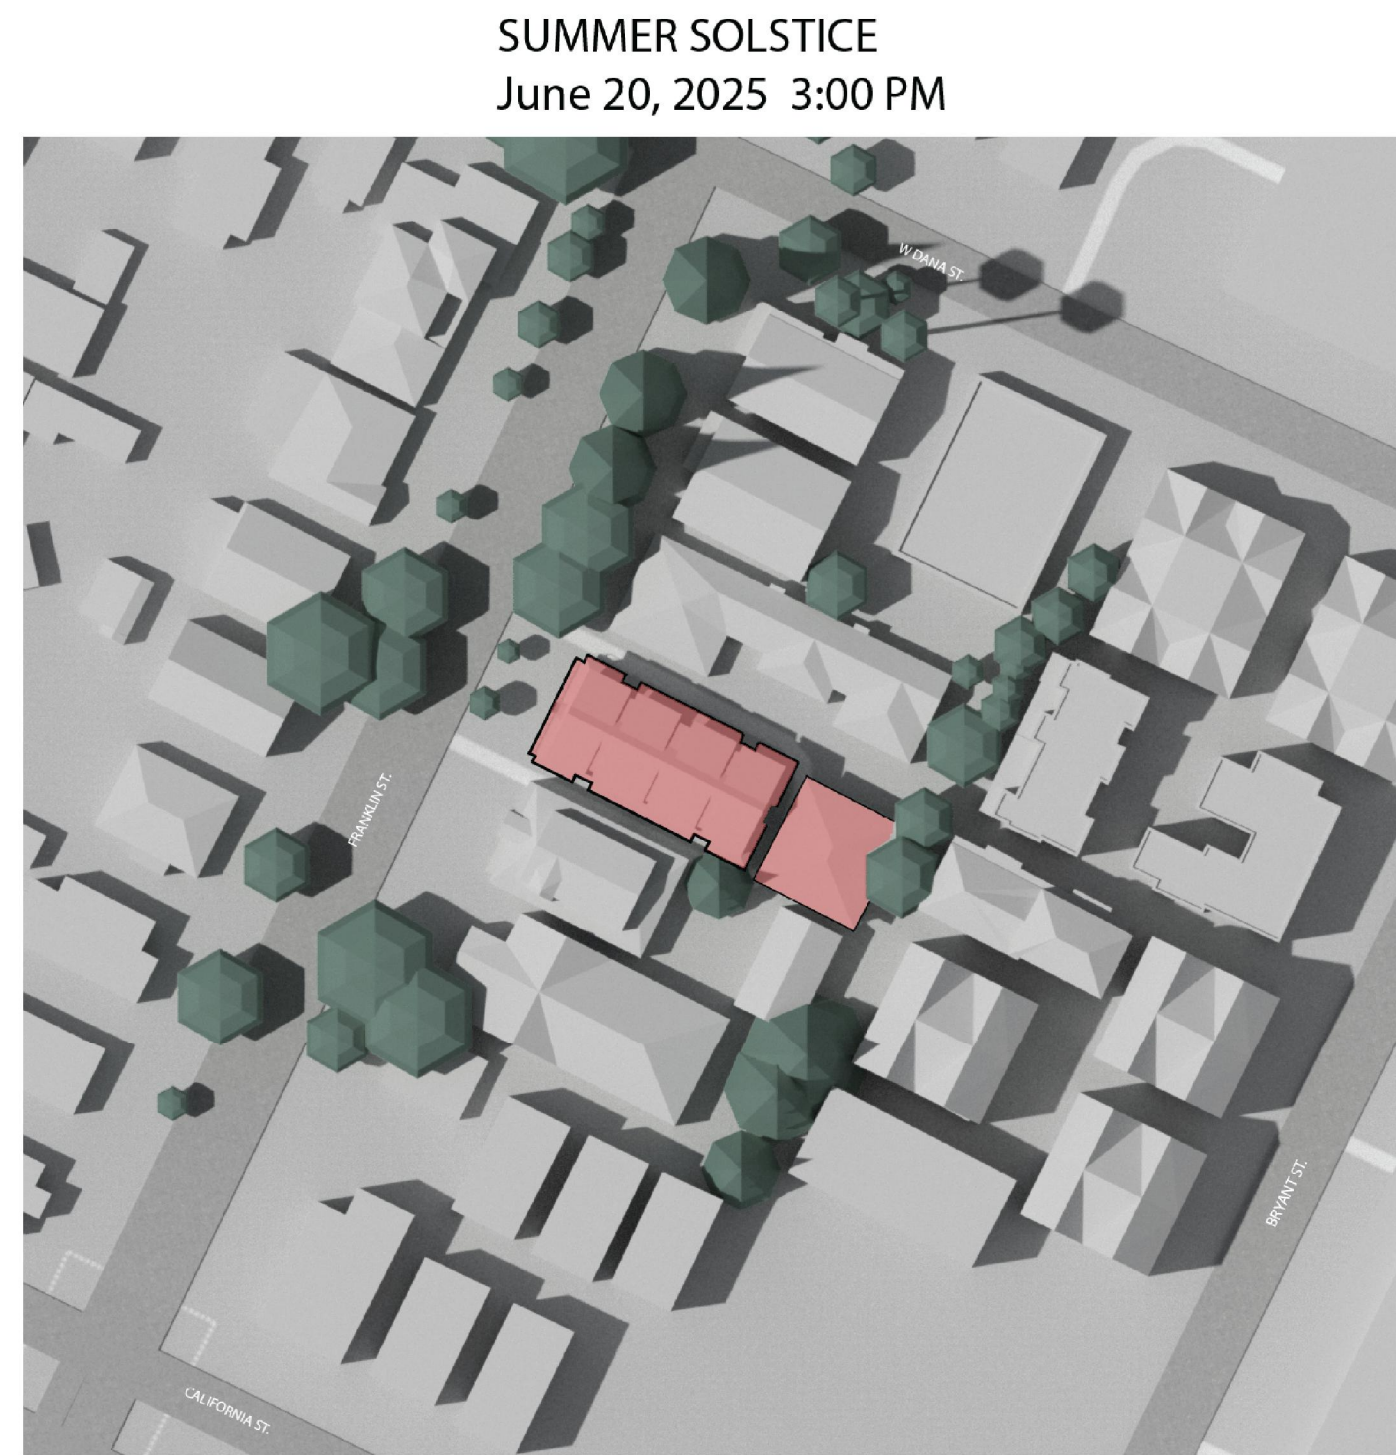 SUMMER SOLSTICE
June 20, 2025  3:00 PM
W DANA ST.
FRANKLIN ST.
BRYANT ST.
CALIFORNIA ST.